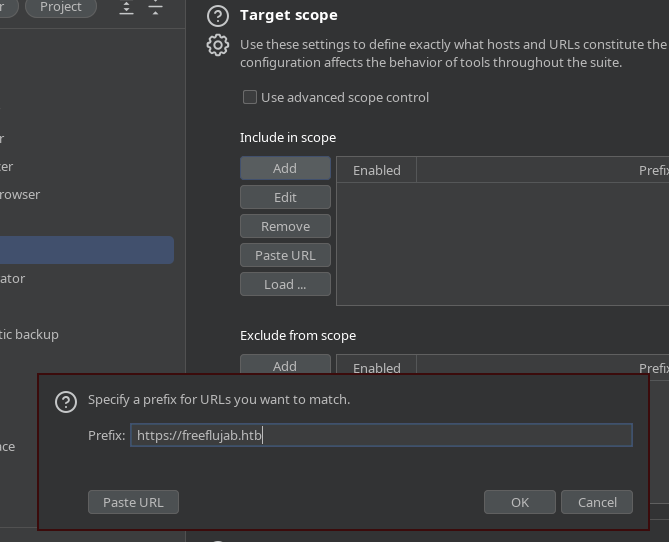 r
Project
Target scope
Use these settings to define exactly what hosts and URLs constitute the
configuration affects the behavior of tools throughout the suite.
Use advanced scope control
Include in scope
Add
Enabled
Prefix
Edit
Remove
Paste URL
Load ...
r
ter
rowser
ator
tic backup
ace
Exclude from scope
Add
Enabled
Prefix
Specify a prefix for URLs you want to match.
Prefix: https://freeflujab.htb
Paste URL
OK
Cancel